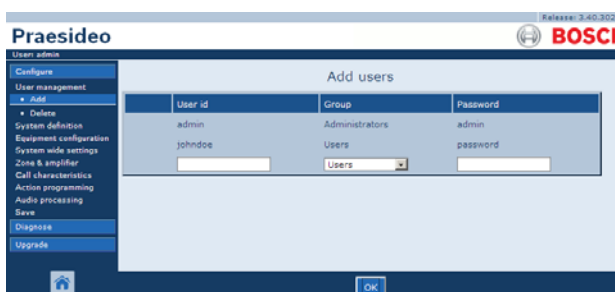 Release: 3.40.302
Praesideo
BOSCH
User: admin
Configure
User management
• Add
• Delete
System definition
Equipment configuration
System wide settings
Zone & amplifier
Call characteristics
Action programming
Audio processing
Save
Diagnose
Upgrade
Add users
User id Group Password
admin Administrators admin
johndoe Users password
Users
OK